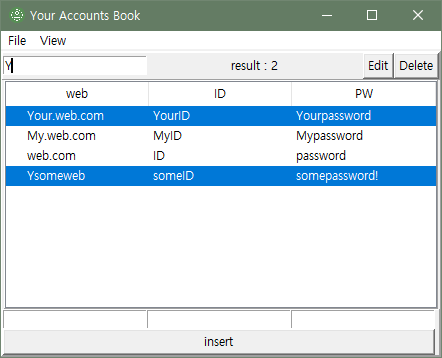 Your Accounts Book
File View
Y result : 2 Edit Delete
web ID PW
Your.web.com YourID Yourpassword
My.web.com MyID Mypassword
web.com ID password
Ysomeweb someID somepassword!
insert